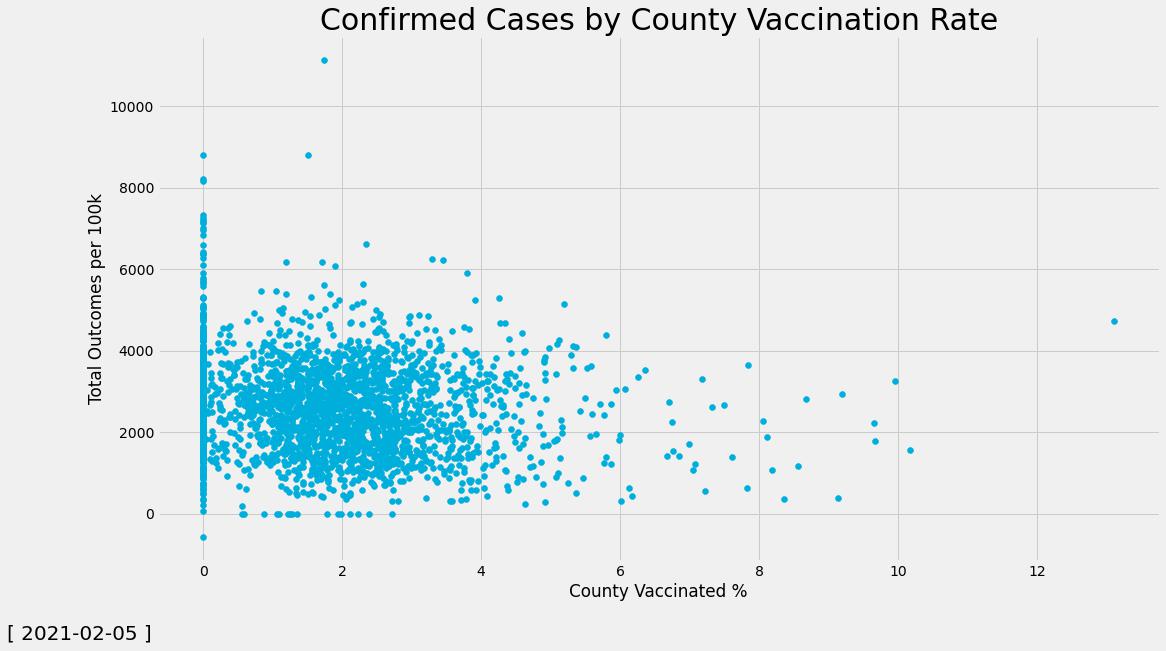 Confirmed Cases by County Vaccination Rate
Total Outcomes per 100k
10000
8000
6000
4000
2000
0
0 2 4 6 8 10 12
County Vaccinated %
[ 2021-02-05 ]